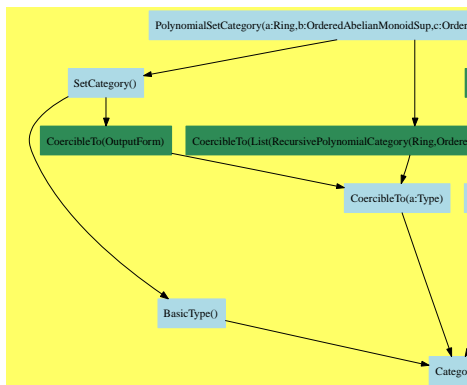 PolynomialSetCategory(a:Ring,b:OrderedAbelianMonoidSup,c:Order
SetCategory()
CoercibleTo(OutputForm)
CoercibleTo(List(RecursivePolynomialCategory(Ring,Ordere
CoercibleTo(a:Type)
BasicType()
Catego